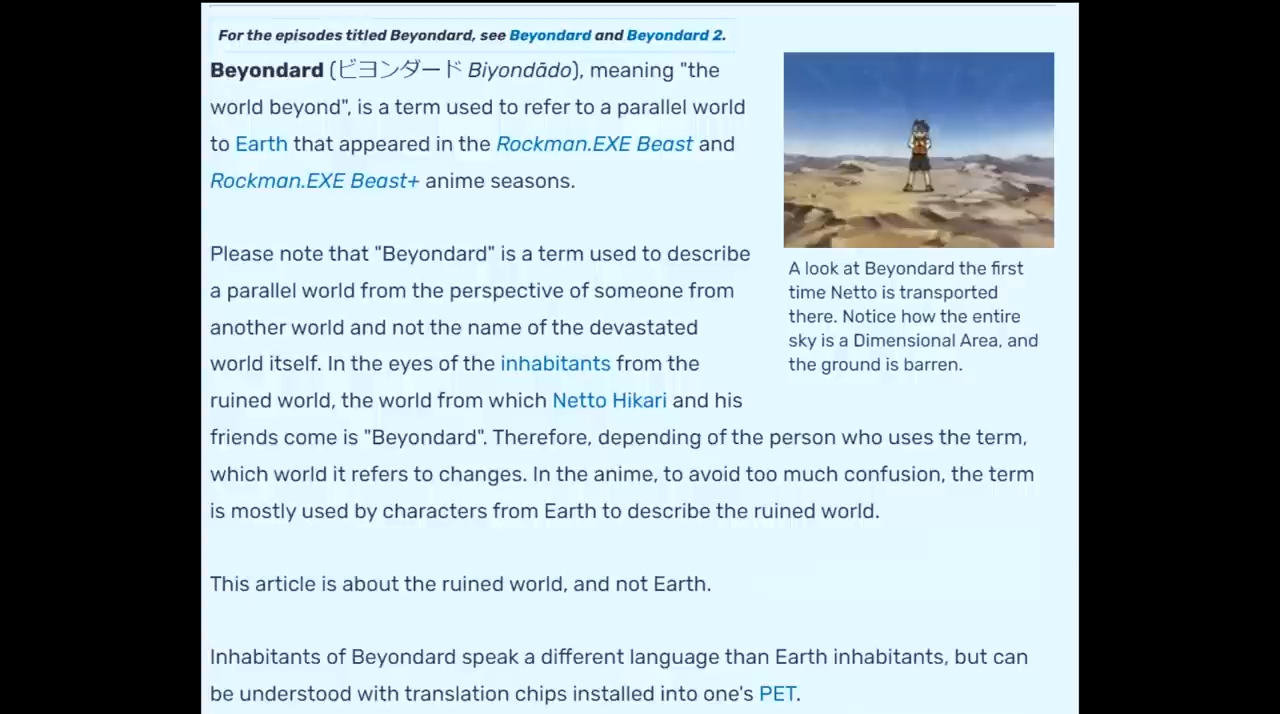 For the episodes titled Beyondard, see Beyondard and Beyondard 2.
Beyondard (ビヨンダード Biyondādo), meaning "the
world beyond", is a term used to refer to a parallel world
to Earth that appeared in the Rockman.EXE Beast and
Rockman.EXE Beast+ anime seasons.
Please note that "Beyondard" is a term used to describe
a parallel world from the perspective of someone from
another world and not the name of the devastated
world itself. In the eyes of the inhabitants from the
ruined world, the world from which Netto Hikari and his
friends come is "Beyondard". Therefore, depending of the person who uses the term,
which world it refers to changes. In the anime, to avoid too much confusion, the term
is mostly used by characters from Earth to describe the ruined world.
This article is about the ruined world, and not Earth.
Inhabitants of Beyondard speak a different language than Earth inhabitants, but can
be understood with translation chips installed into one's PET.
A look at Beyondard the first
time Netto is transported
there. Notice how the entire
sky is a Dimensional Area, and
the ground is barren.